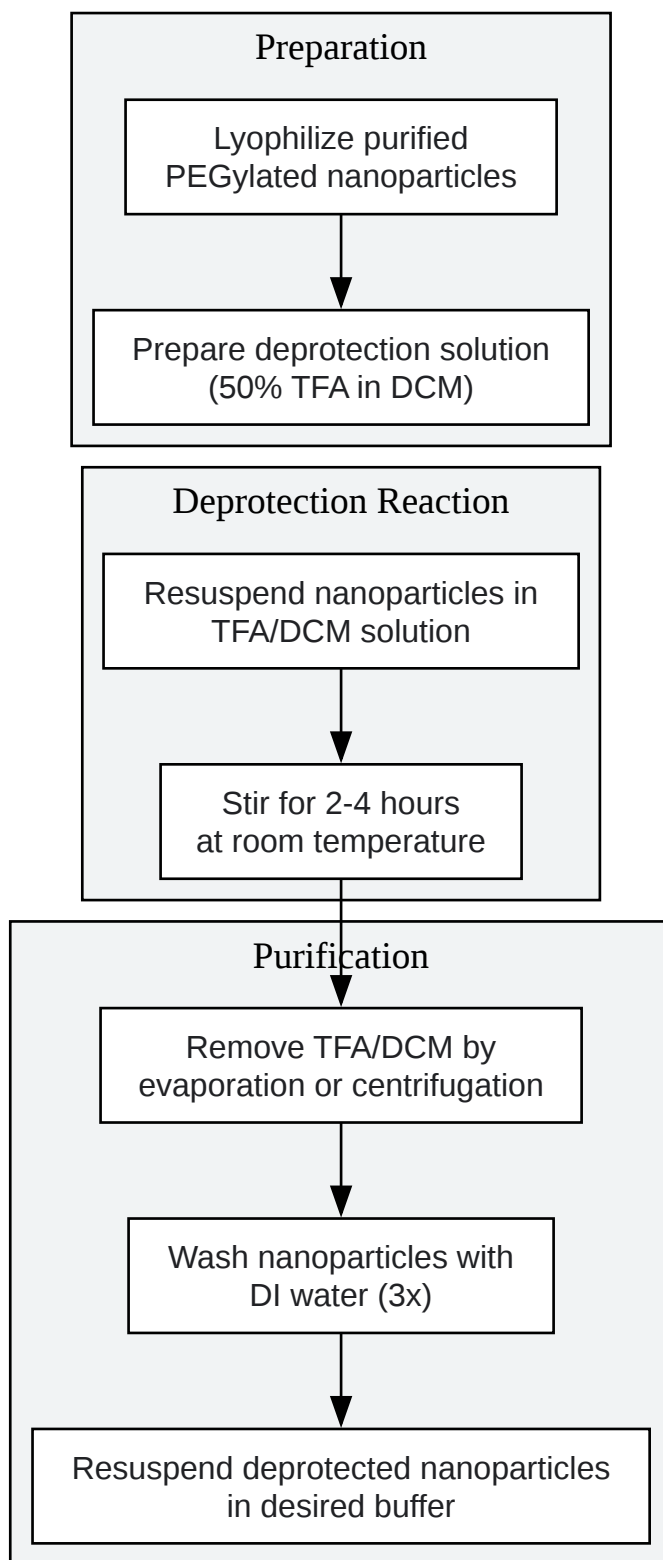 Preparation
Lyophilize purified
PEGylated nanoparticles
Prepare deprotection solution
(50% TFA in DCM)
Deprotection Reaction
Resuspend nanoparticles in
TFA/DCM solution
Stir for 2-4 hours
at room temperature
Purification
Remove TFA/DCM by
evaporation or centrifugation
Wash nanoparticles with
DI water (3x)
Resuspend deprotected nanoparticles
in desired buffer